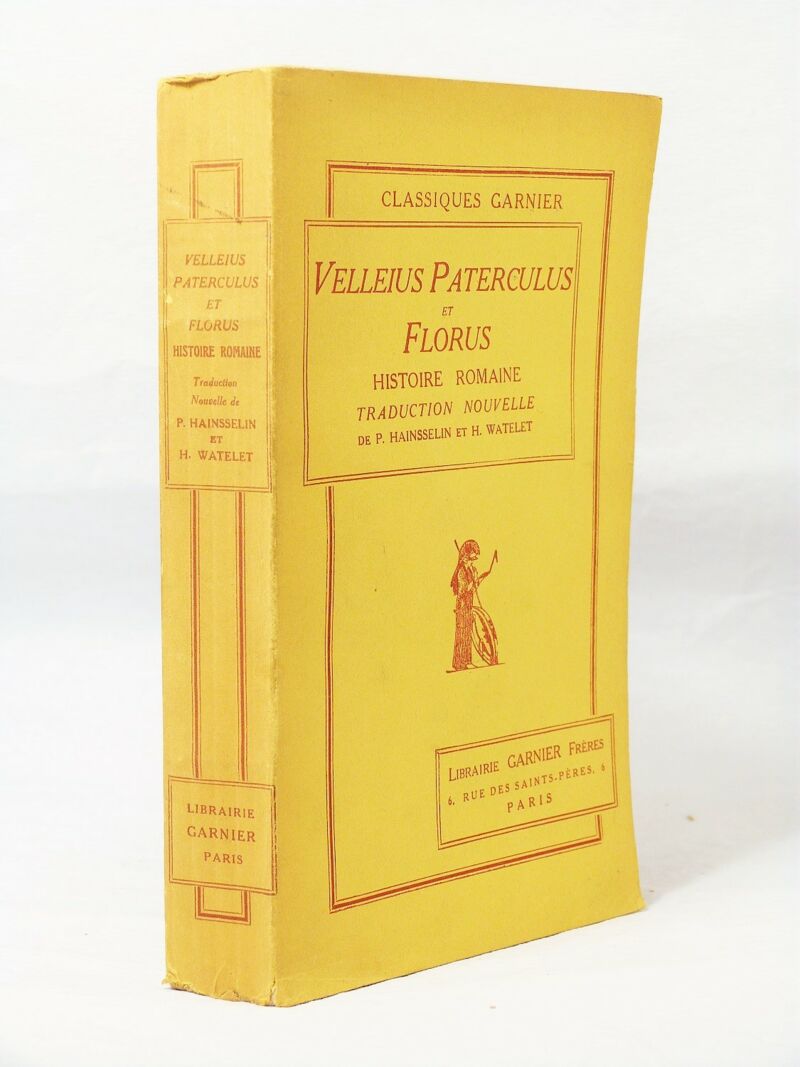 VELLEIUS
PATERCULUS
ET
FLORUS
HISTOIRE ROMAINE
Traduction
Nouvelle de
P. HAINSSELIN
ET
H. WATELET
LIBRAIRIE
GARNIER
PARIS
CLASSIQUES GARNIER
VELLEIUS PATERCULUS
ET
FLORUS
HISTOIRE ROMAINE
TRADUCTION NOUVELLE
DE P. HAINSSELIN ET H. WATELET
LIBRAIRIE GARNIER FRÈRES
6, RUE DES SAINTS-PÈRES, 6
PARIS